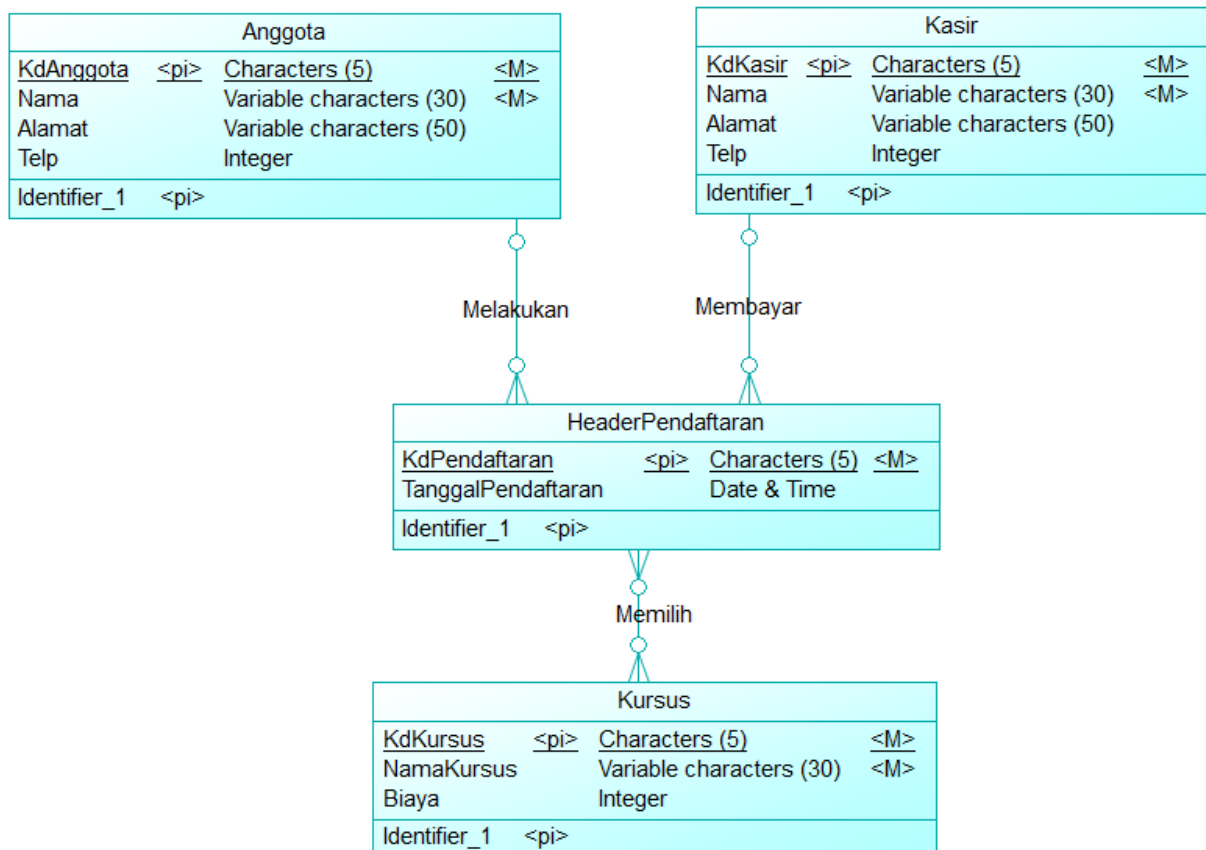 Anggota
KdAnggota <pi> Characters (5) <M>
Nama Variable characters (30) <M>
Alamat Variable characters (50)
Telp Integer
Identifier_1 <pi>
Kasir
KdKasir <pi> Characters (5) <M>
Nama Variable characters (30) <M>
Alamat Variable characters (50)
Telp Integer
Identifier_1 <pi>
Melakukan
Membayar
HeaderPendaftaran
KdPendaftaran <pi> Characters (5) <M>
TanggalPendaftaran Date & Time
Identifier_1 <pi>
Memilih
Kursus
KdKursus <pi> Characters (5) <M>
NamaKursus Variable characters (30) <M>
Biaya Integer
Identifier_1 <pi>